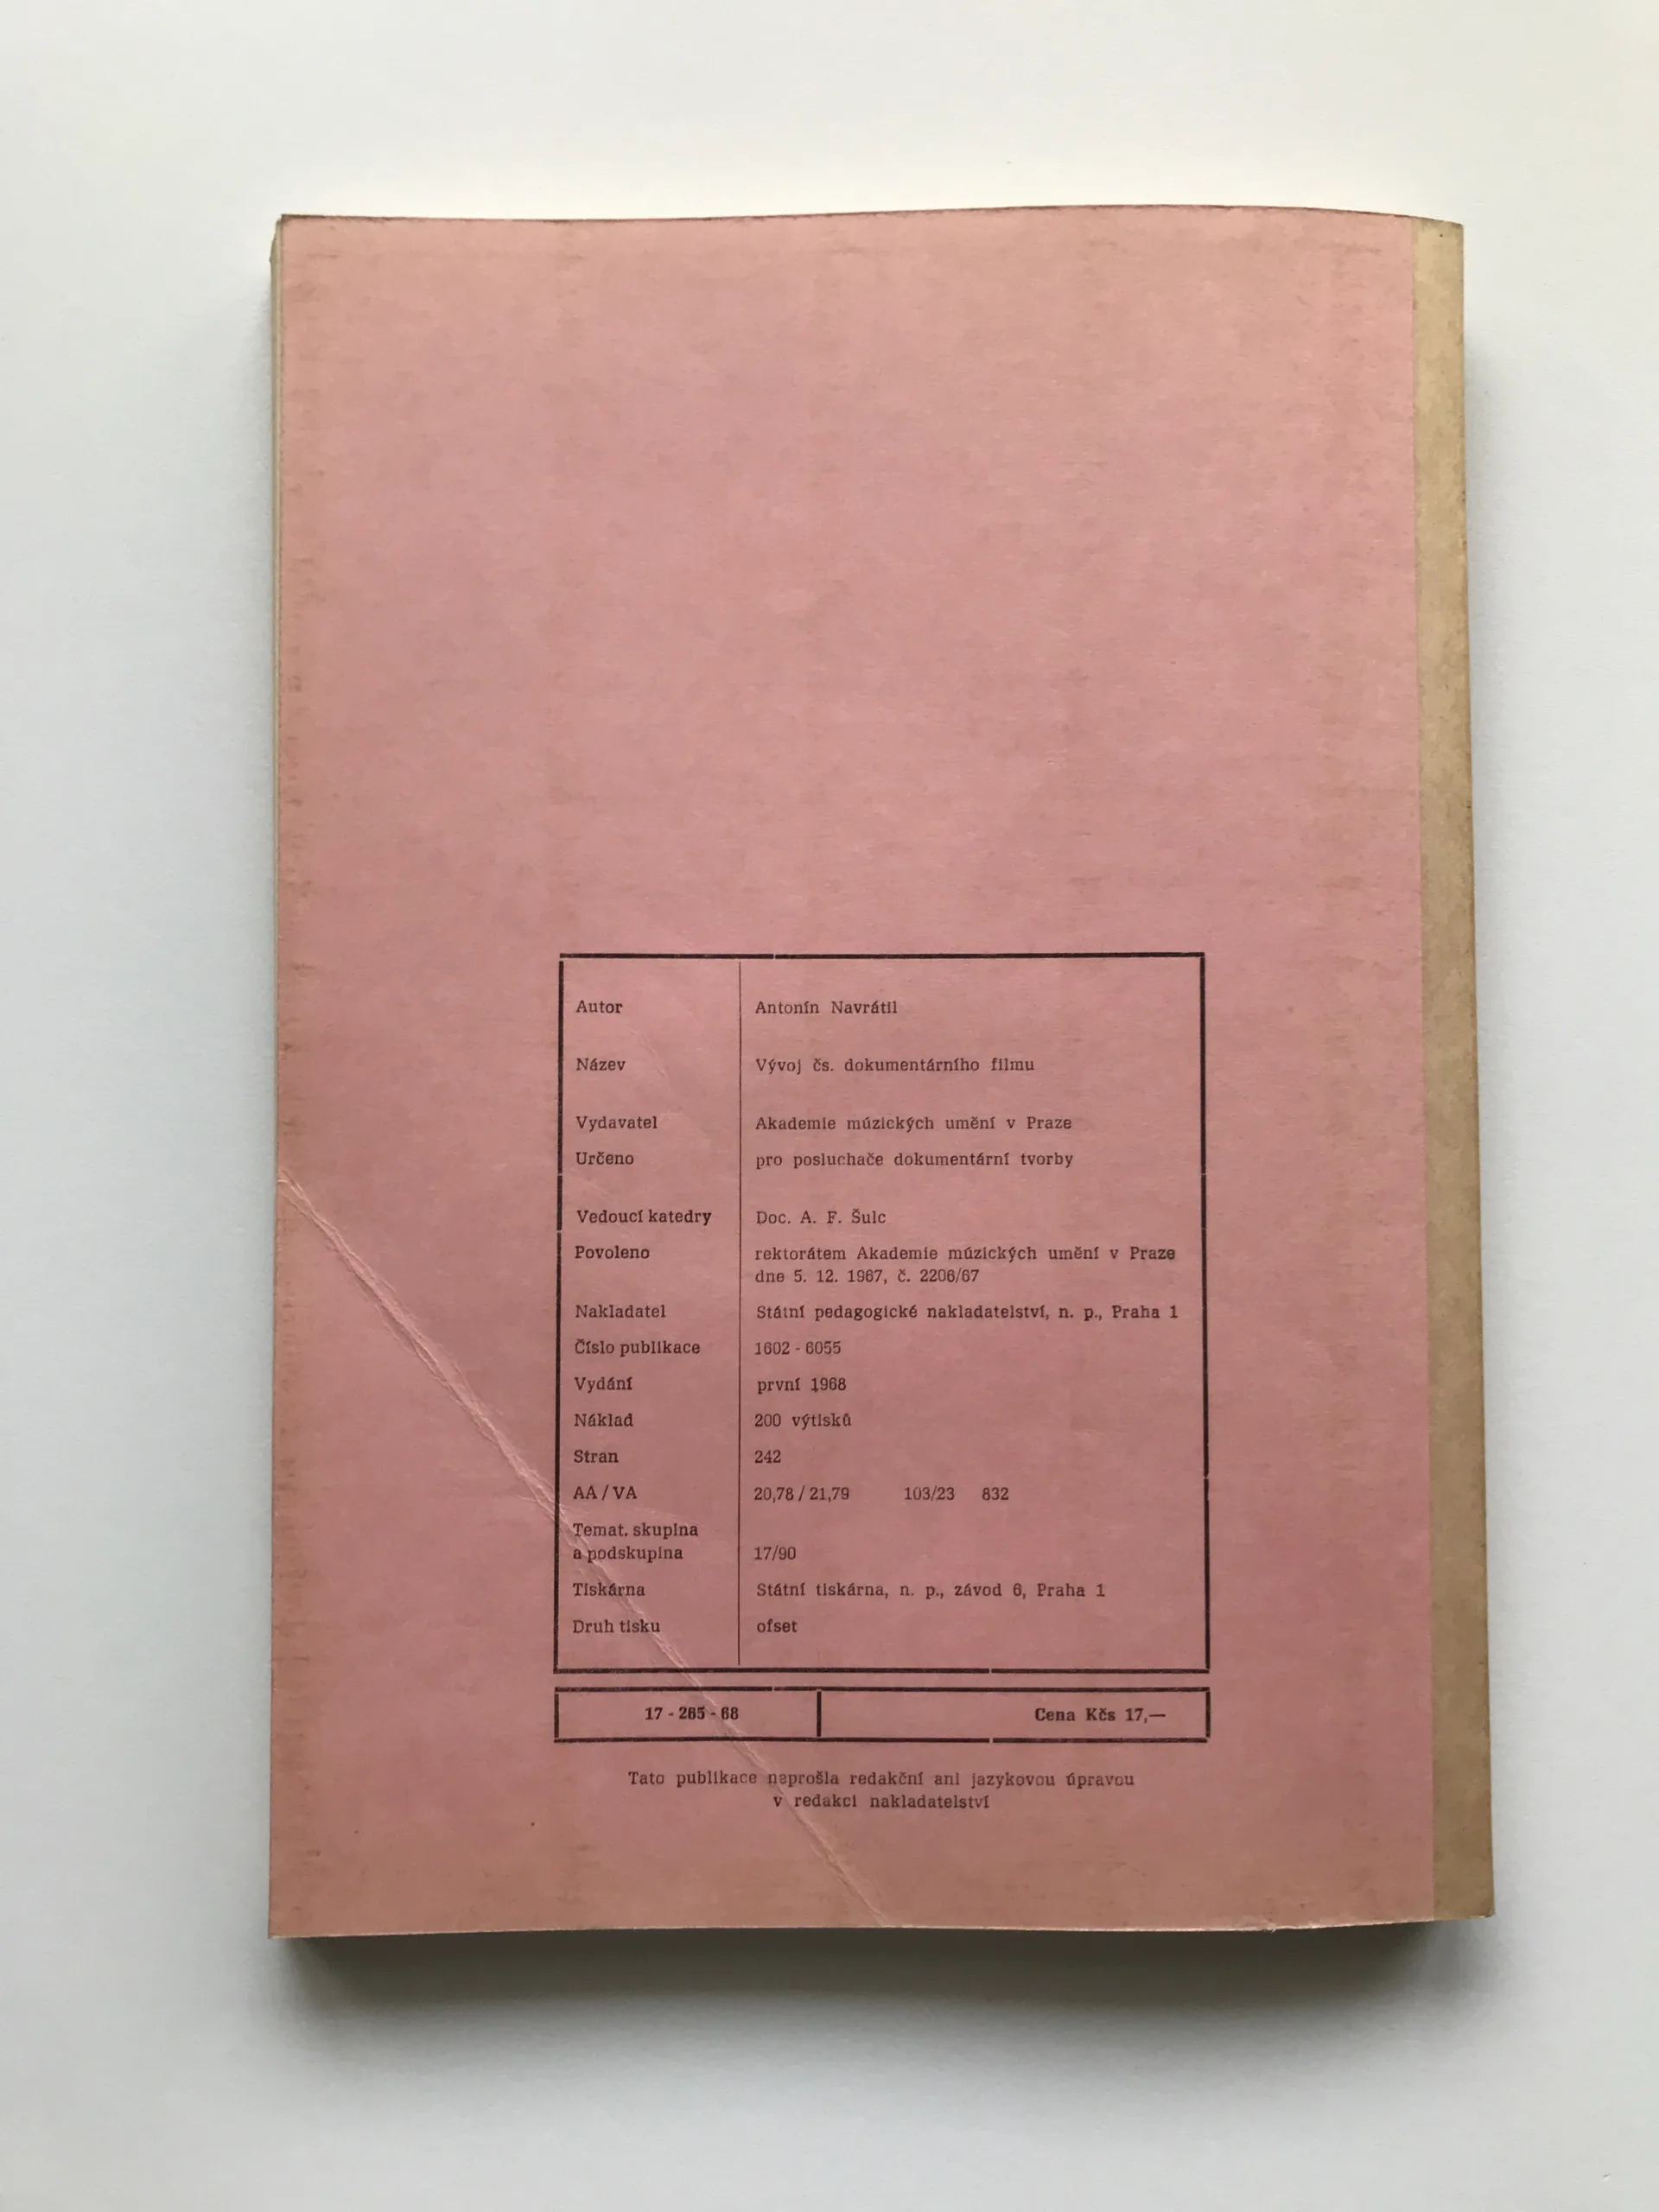 Autor Antonín Navrátil
Název Vývoj čs. dokumentárního filmu
Vydavatel Akademie múzických umění v Praze
Určeno pro posluchače dokumentární tvorby
Vedoucí katedry Doc. A. F. Šulc
Povoleno rektorátem Akademie múzických umění v Praze
dne 5. 12. 1967, č. 2206/67
Nakladatel Státní pedagogické nakladatelství, n. p., Praha 1
Číslo publikace 1602 - 6055
Vydání první 1968
Náklad 200 výtisků
Stran 242
AA / VA 20,78 / 21,79 103/23 832
Temat. skupina
a podskupina 17/90
Tiskárna Státní tiskárna, n. p., závod 6, Praha 1
Druh tisku ofset
17 - 265 - 68 Cena Kčs 17,—
Tato publikace neprošla redakční ani jazykovou úpravou
v redakci nakladatelství